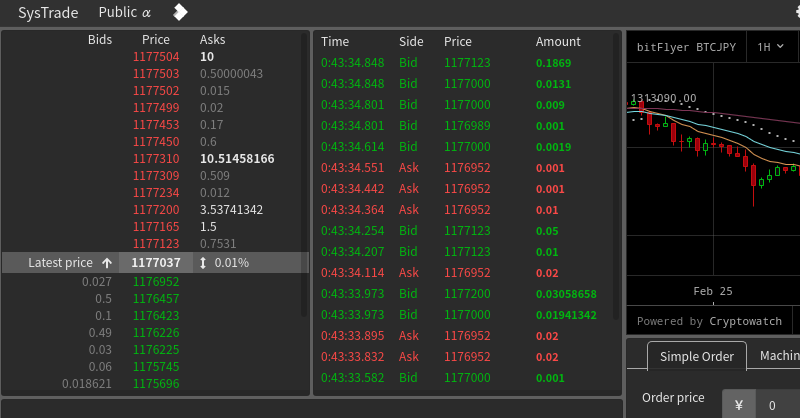 SysTrade Public α
Bids Price Asks
1177504 10
1177503 0.50000043
1177502 0.015
1177499 0.02
1177453 0.17
1177450 0.6
1177310 10.51458166
1177309 0.509
1177234 0.012
1177200 3.53741342
1177165 1.5
1177123 0.7531
Latest price ↑ 1177037 ↕ 0.01%
0.027 1176952
0.5 1176457
0.1 1176423
0.49 1176226
0.03 1176225
0.06 1175745
0.018621 1175696
Time Side Price Amount
0:43:34.848 Bid 1177123 0.1869
0:43:34.848 Bid 1177000 0.0131
0:43:34.801 Bid 1177000 0.009
0:43:34.801 Bid 1176989 0.001
0:43:34.614 Bid 1177000 0.0019
0:43:34.551 Ask 1176952 0.001
0:43:34.442 Ask 1176952 0.001
0:43:34.364 Ask 1176952 0.01
0:43:34.254 Bid 1177123 0.05
0:43:34.207 Bid 1177123 0.01
0:43:34.114 Ask 1176952 0.02
0:43:33.973 Bid 1177200 0.03058658
0:43:33.973 Bid 1177000 0.01941342
0:43:33.895 Ask 1176952 0.02
0:43:33.832 Ask 1176952 0.02
0:43:33.582 Bid 1177000 0.001
bitFlyer BTCJPY 1H
1313090.00
Feb 25
Powered by Cryptowatch
Simple Order Machin
Order price ¥ 0